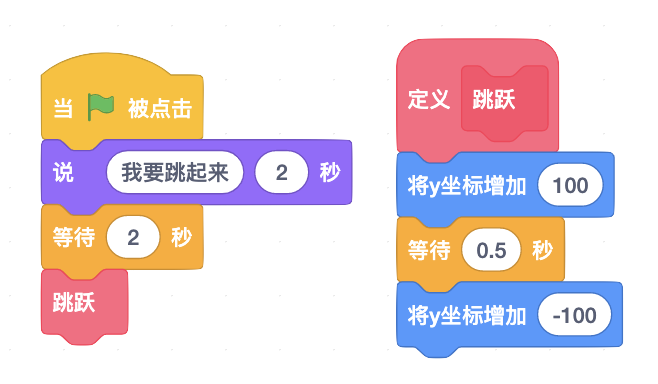 当 被点击
说 我要跳起来 2 秒
等待 2 秒
跳跃
定义 跳跃
将y坐标增加 100
等待 0.5 秒
将y坐标增加 -100